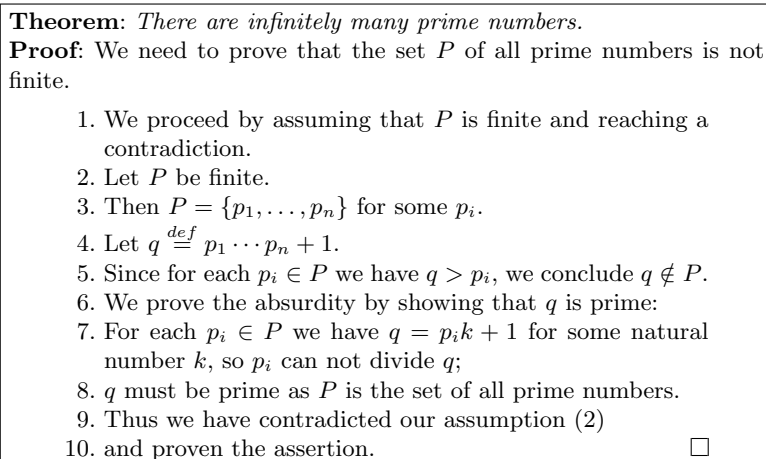 Theorem: There are infinitely many prime numbers.
Proof: We need to prove that the set P of all prime numbers is not
finite.
1. We proceed by assuming that P is finite and reaching a
contradiction.
2. Let P be finite.
3. Then P = {p₁, . . . , pₙ} for some pᵢ.
4. Let q def= p₁ · · · pₙ + 1.
5. Since for each pᵢ ∈ P we have q > pᵢ, we conclude q ∉ P.
6. We prove the absurdity by showing that q is prime:
7. For each pᵢ ∈ P we have q = pᵢk + 1 for some natural
number k, so pᵢ can not divide q;
8. q must be prime as P is the set of all prime numbers.
9. Thus we have contradicted our assumption (2)
10. and proven the assertion. □